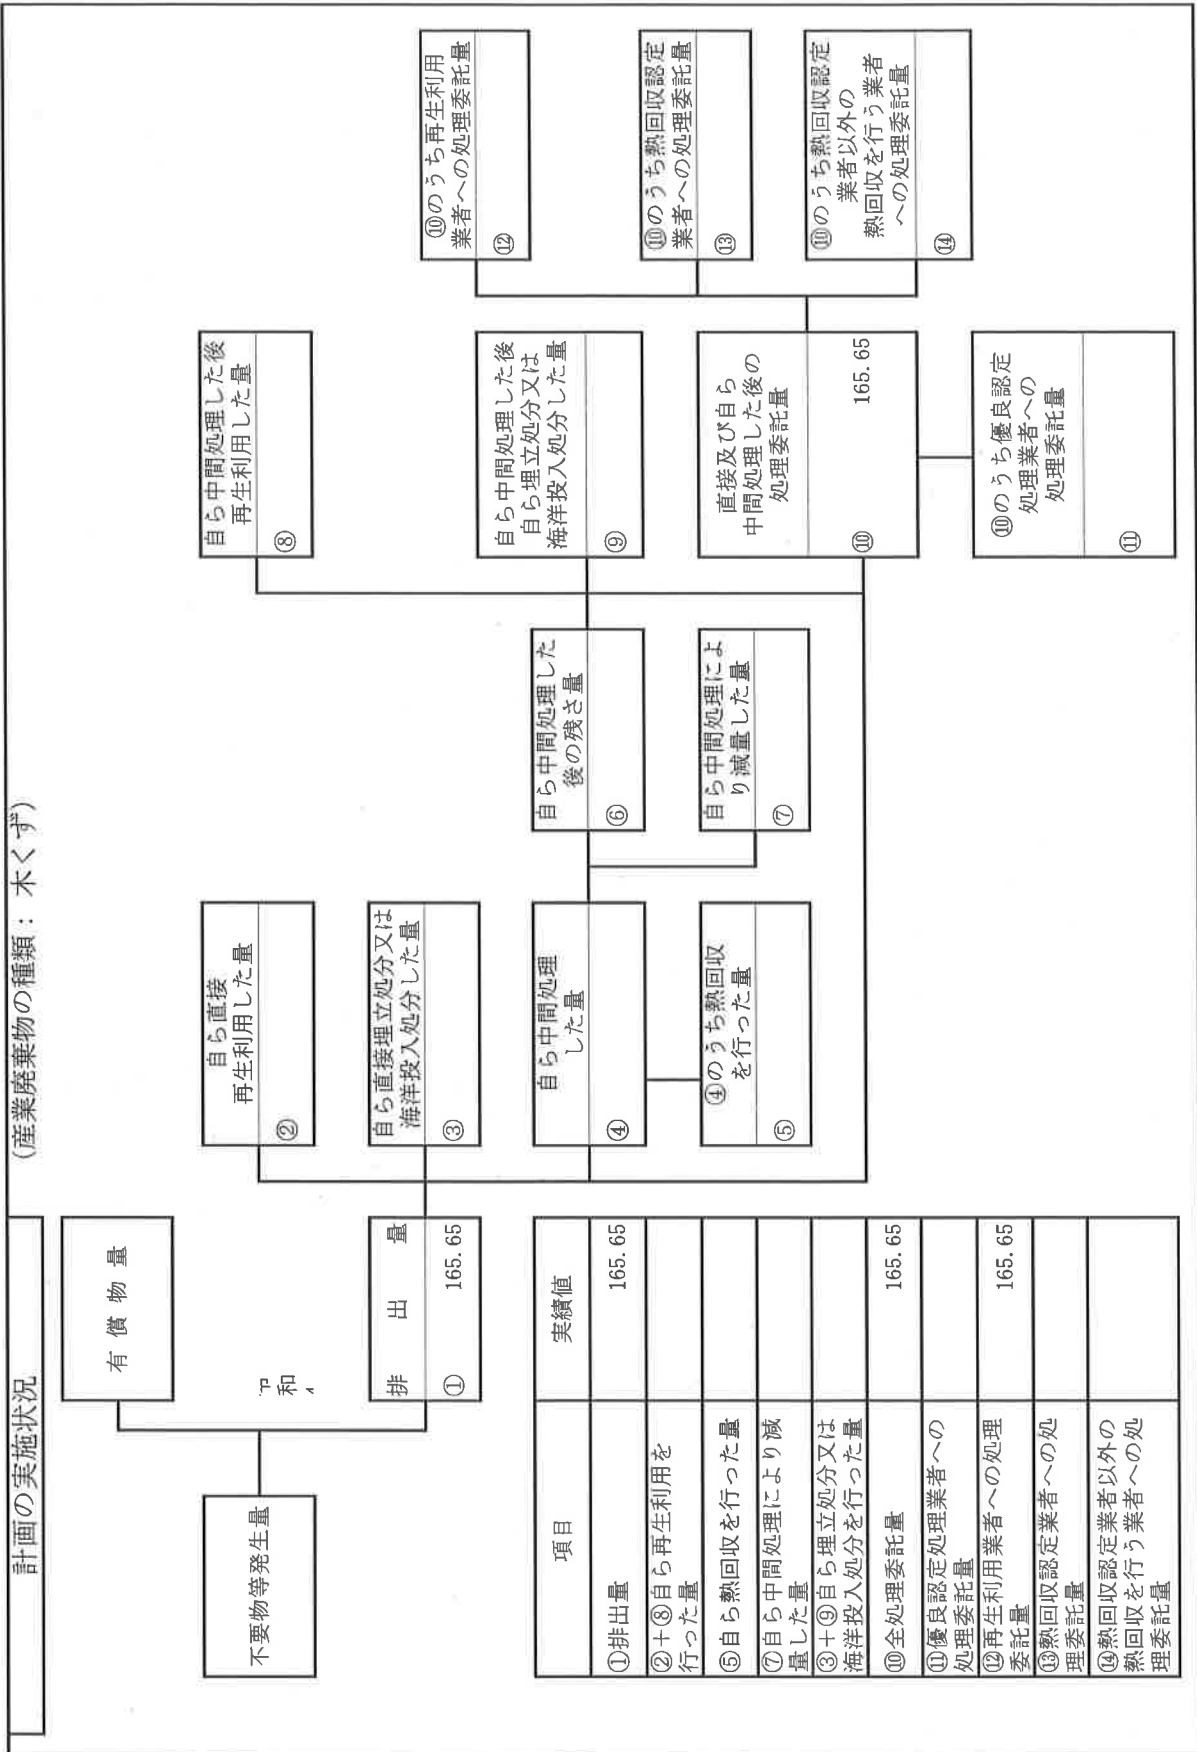 計画の実施状況
(産業廃棄物の種類： 木くず)
不要物等発生量
有償物量
和
排出量
① 165.65
自ら直接
再生利用した量
②
自ら直接埋立処分又は
海洋投入処分した量
③
自ら中間処理
した量
④
④のうち熱回収
を行った量
⑤
自ら中間処理した
後の残さ量
⑥
自ら中間処理によ
り減量した量
⑦
自ら中間処理した後
再生利用した量
⑧
自ら中間処理した後
自ら埋立処分又は
海洋投入処分した量
⑨
直接及び自ら
中間処理した後の
処理委託量
⑩ 165.65
⑩のうち優良認定
処理業者への
処理委託量
⑪
⑩のうち再生利用
業者への処理委託量
⑫
⑩のうち熱回収認定
業者への処理委託量
⑬
⑩のうち熱回収認定
業者以外の
熱回収を行う業者
への処理委託量
⑭
項目 実績値
①排出量 165.65
②＋⑧自ら再生利用を
行った量
⑤自ら熱回収を行った量
⑦自ら中間処理により減
量した量
③＋⑨自ら埋立処分又は
海洋投入処分を行った量
⑩全処理委託量 165.65
⑪優良認定処理業者への
処理委託量
⑫再生利用業者への処理
委託量 165.65
⑬熱回収認定業者への処
理委託量
⑭熱回収認定業者以外の
熱回収を行う業者への処
理委託量